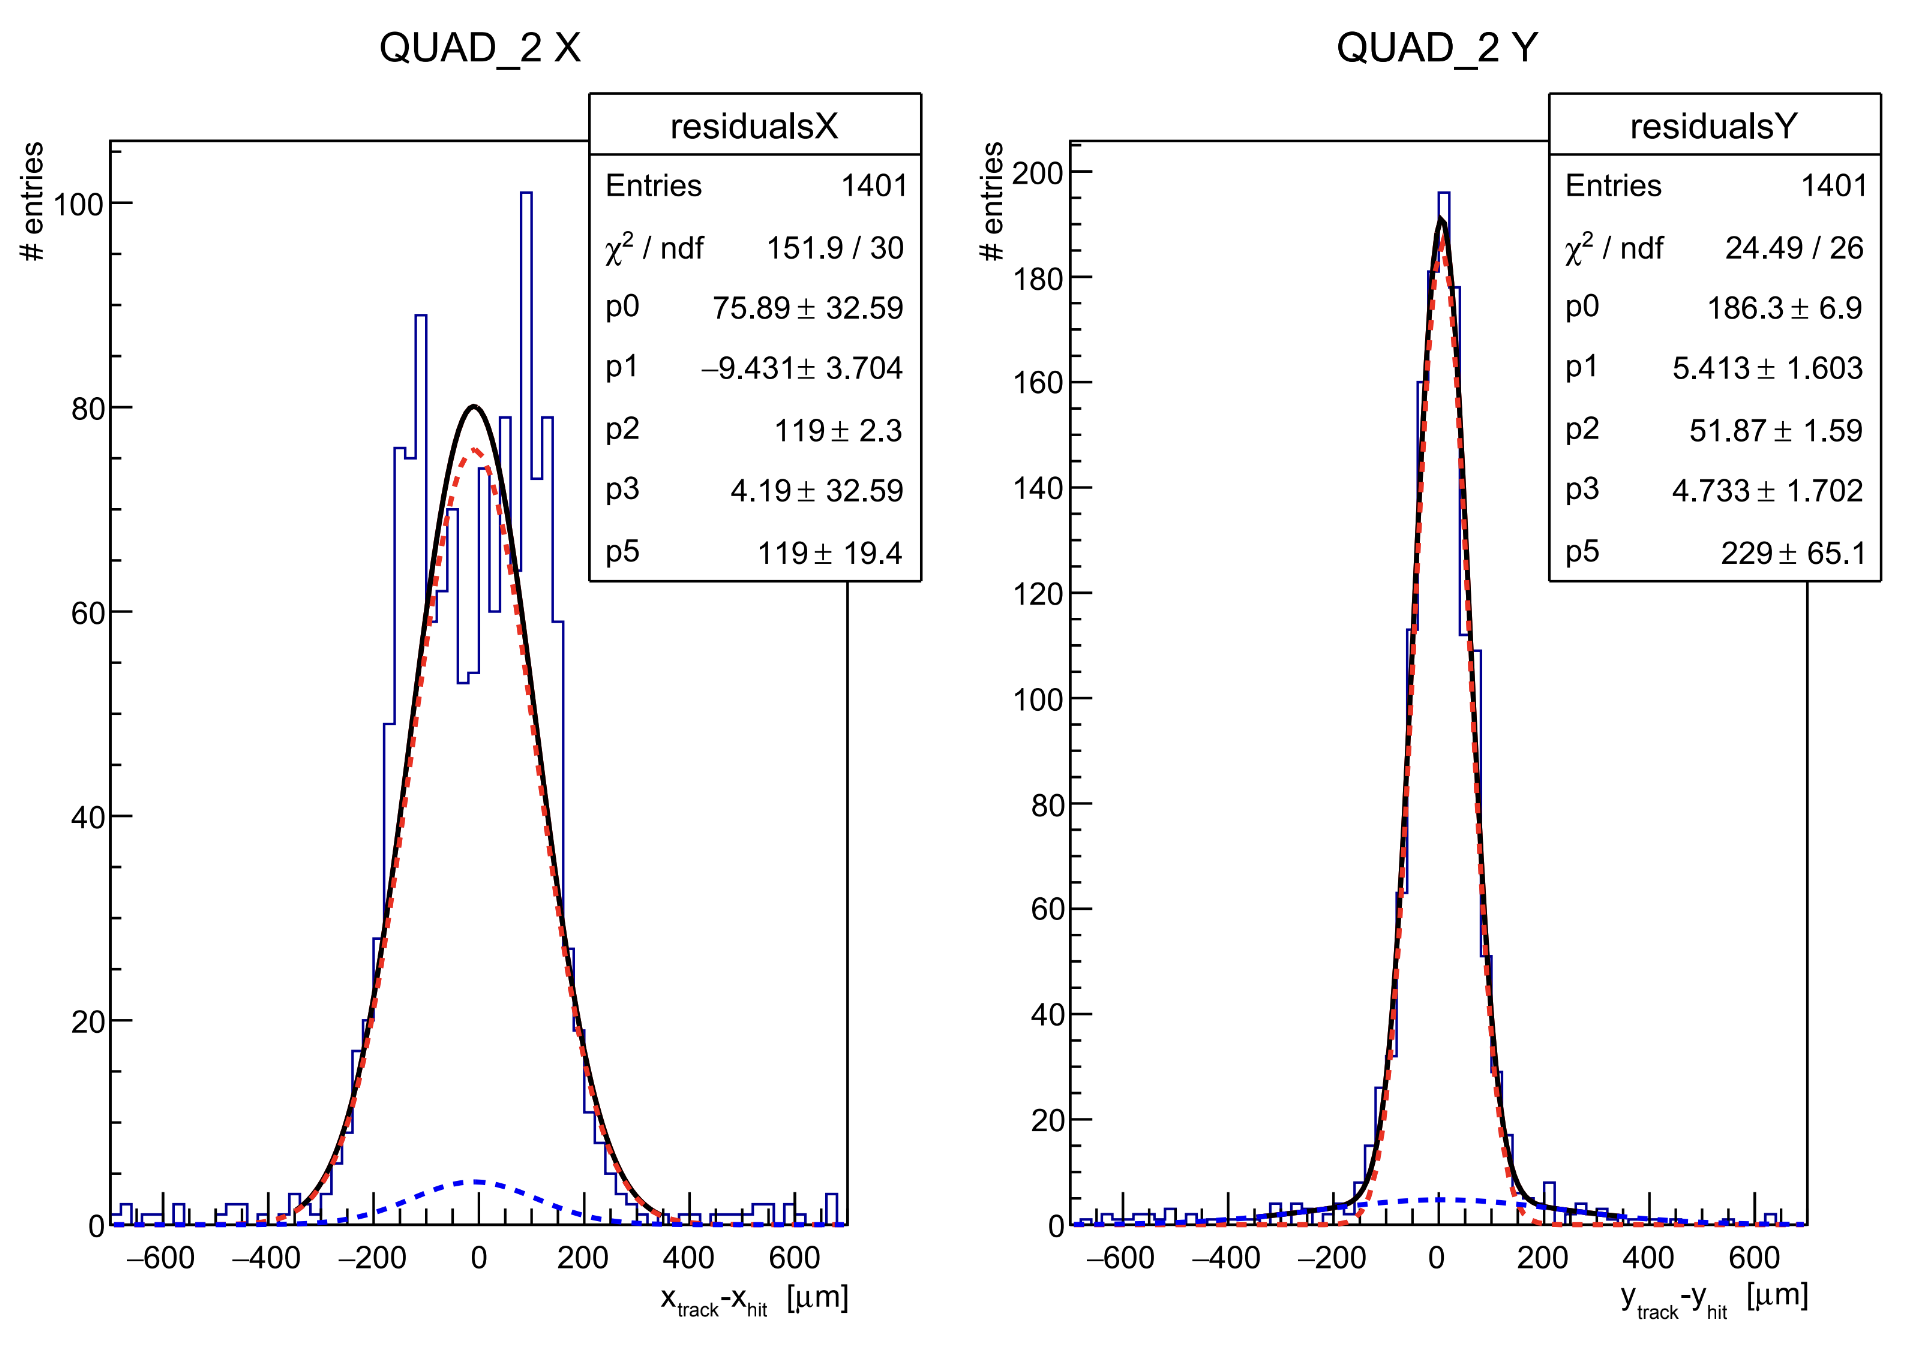 QUAD_2 X
residualsX
Entries 1401
χ² / ndf 151.9 / 30
p0 75.89 ± 32.59
p1 −9.431 ± 3.704
p2 119 ± 2.3
p3 4.19 ± 32.59
p5 119 ± 19.4
# entries
100
80
60
40
20
0
−600 −400 −200 0 200 400 600
x_track-x_hit [μm]
QUAD_2 Y
residualsY
Entries 1401
χ² / ndf 24.49 / 26
p0 186.3 ± 6.9
p1 5.413 ± 1.603
p2 51.87 ± 1.59
p3 4.733 ± 1.702
p5 229 ± 65.1
# entries
200
180
160
140
120
100
80
60
40
20
0
−600 −400 −200 0 200 400 600
y_track-y_hit [μm]